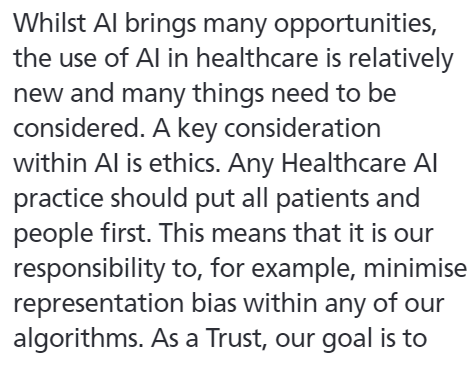 Whilst AI brings many opportunities,
the use of AI in healthcare is relatively
new and many things need to be
considered. A key consideration
within AI is ethics. Any Healthcare AI
practice should put all patients and
people first. This means that it is our
responsibility to, for example, minimise
representation bias within any of our
algorithms. As a Trust, our goal is to